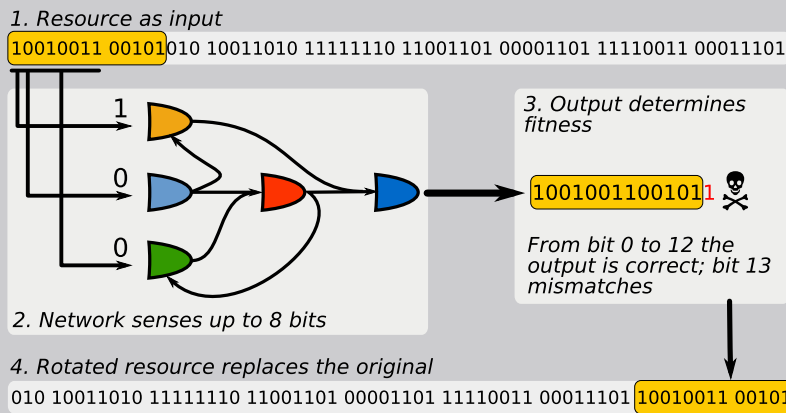 1. Resource as input
10010011 00101010 10011010 11111110 11001101 00001101 11110011 00011101
1
0
0
2. Network senses up to 8 bits
3. Output determines
fitness
10010011001011
From bit 0 to 12 the
output is correct; bit 13
mismatches
4. Rotated resource replaces the original
010 10011010 11111110 11001101 00001101 11110011 00011101 10010011 00101